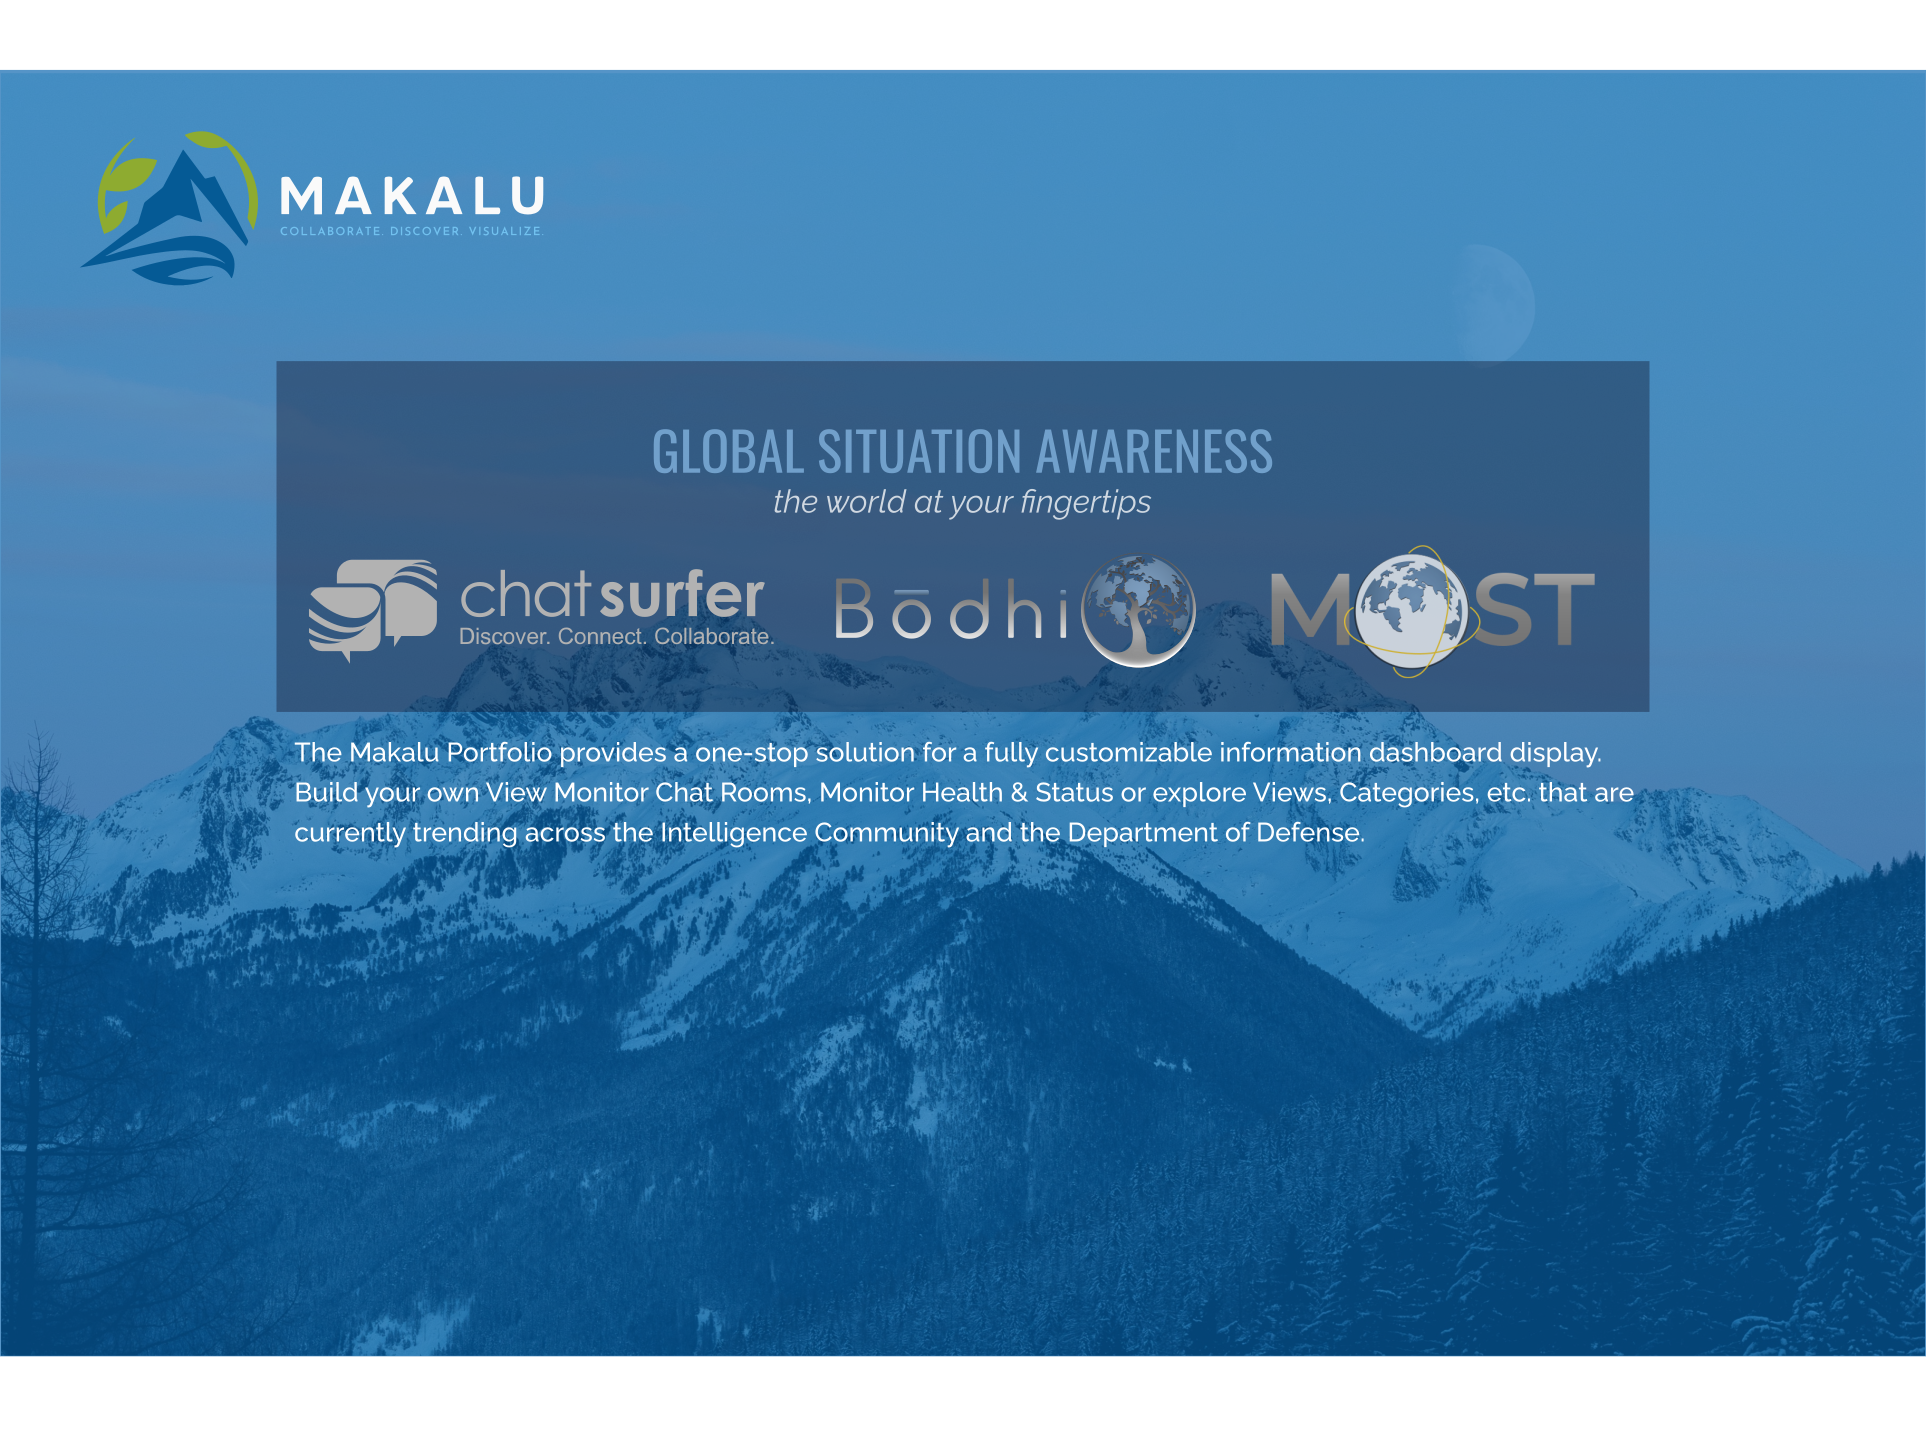 MAKALU
COLLABORATE. DISCOVER. VISUALIZE.
GLOBAL SITUATION AWARENESS
the world at your fingertips
chatsurfer
Discover. Connect. Collaborate.
Bōdhi
MOST
The Makalu Portfolio provides a one-stop solution for a fully customizable information dashboard display.
Build your own View Monitor Chat Rooms, Monitor Health & Status or explore Views, Categories, etc. that are
currently trending across the Intelligence Community and the Department of Defense.